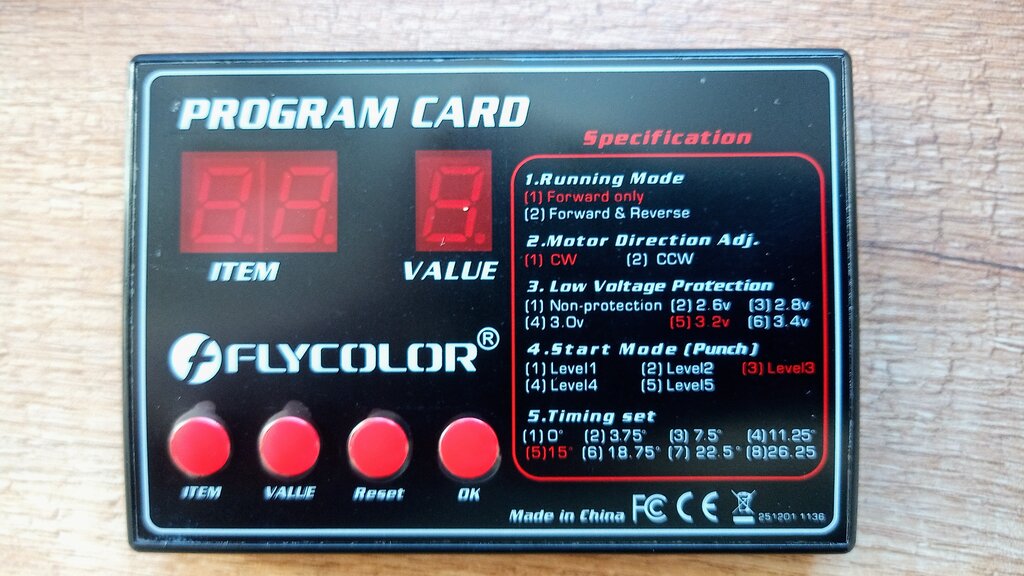 PROGRAM CARD
ITEM VALUE
FLYCOLOR®
ITEM VALUE Reset OK
Specification
1.Running Mode
(1) Forward only
(2) Forward & Reverse
2.Motor Direction Adj.
(1) CW (2) CCW
3. Low Voltage Protection
(1) Non-protection (2) 2.6v (3) 2.8v
(4) 3.0v (5) 3.2v (6) 3.4v
4.Start Mode (Punch)
(1) Level1 (2) Level2 (3) Level3
(4) Level4 (5) Level5
5.Timing set
(1) 0° (2) 3.75° (3) 7.5° (4) 11.25°
(5) 15° (6) 18.75° (7) 22.5° (8)26.25
Made in China FC CE 251201 1136